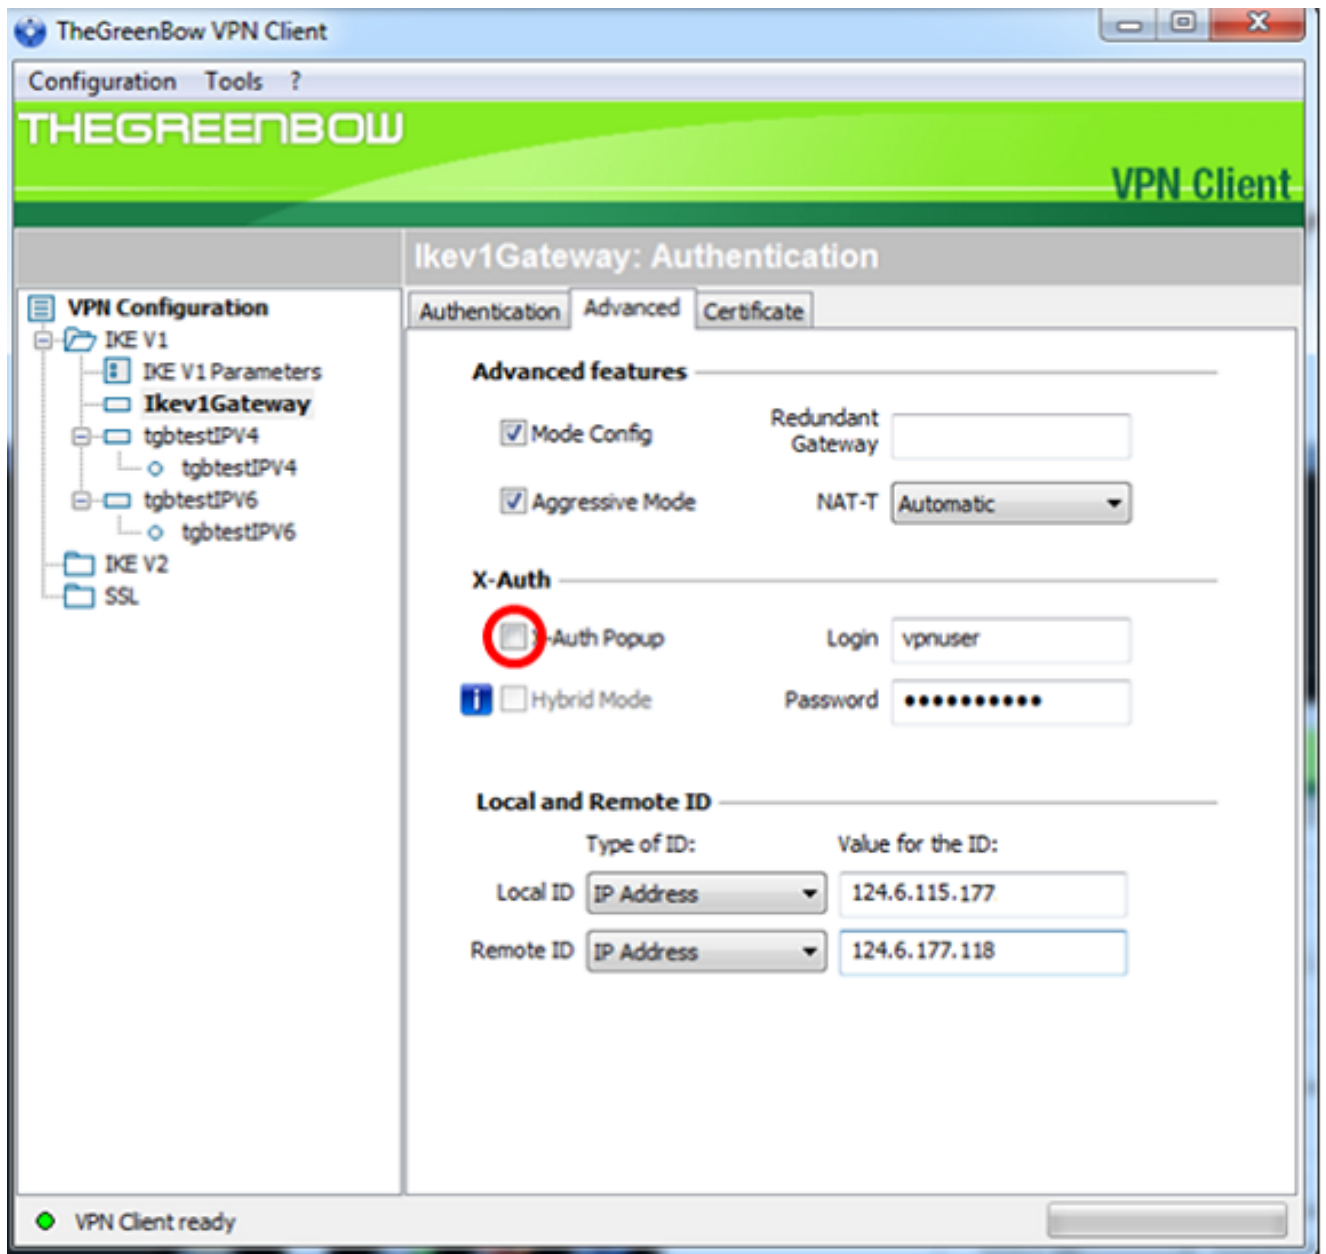 TheGreenBow VPN Client
Configuration Tools ?
THEGREENBOW
VPN Client
Ikev1Gateway: Authentication
VPN Configuration
IKE V1
IKE V1 Parameters
Ikev1Gateway
tgbtestIPV4
tgbtestIPV4
tgbtestIPV6
tgbtestIPV6
IKE V2
SSL
Authentication Advanced Certificate
Advanced features
Mode Config
Redundant
Gateway
Aggressive Mode
NAT-T Automatic
X-Auth
X-Auth Popup
Login vpnuser
Hybrid Mode
Password ●●●●●●●●●●
Local and Remote ID
Type of ID: Value for the ID:
Local ID IP Address 124.6.115.177
Remote ID IP Address 124.6.177.118
VPN Client ready